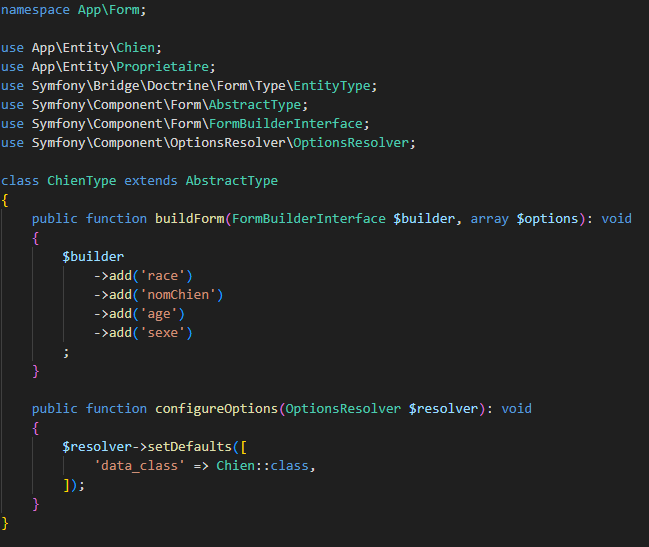 namespace App\Form;
use App\Entity\Chien;
use App\Entity\Proprietaire;
use Symfony\Bridge\Doctrine\Form\Type\EntityType;
use Symfony\Component\Form\AbstractType;
use Symfony\Component\Form\FormBuilderInterface;
use Symfony\Component\OptionsResolver\OptionsResolver;
class ChienType extends AbstractType
{
    public function buildForm(FormBuilderInterface $builder, array $options): void
    {
        $builder
            ->add('race')
            ->add('nomChien')
            ->add('age')
            ->add('sexe')
        ;
    }
    public function configureOptions(OptionsResolver $resolver): void
    {
        $resolver->setDefaults([
            'data_class' => Chien::class,
        ]);
    }
}